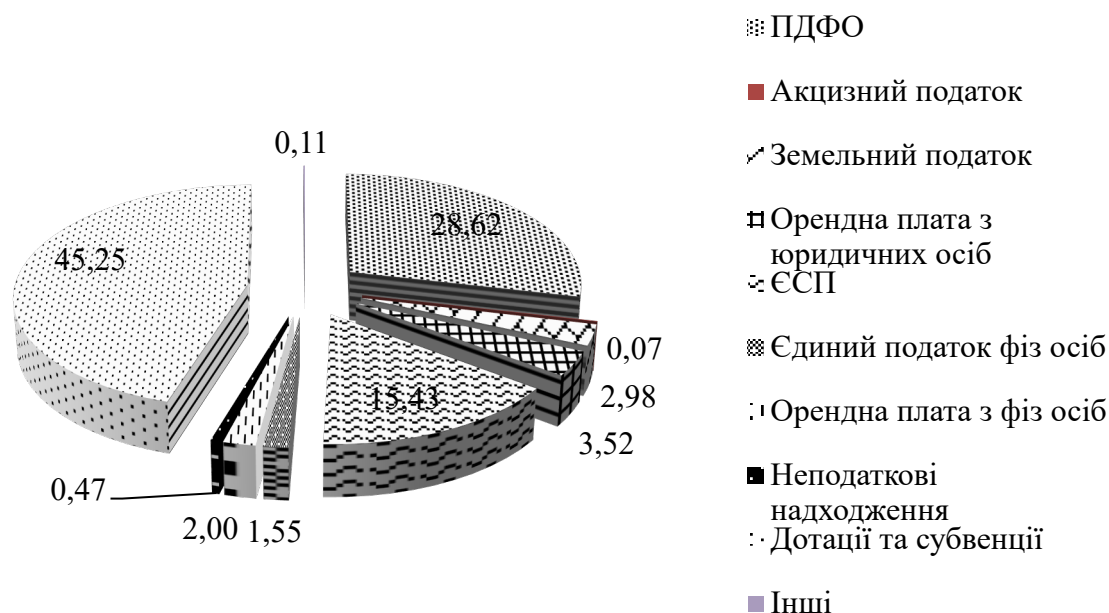 0,11
28,62
45,25
0,07
15,43
2,98
3,52
0,47
2,00
1,55
ПДФО
Акцизний податок
Земельний податок
Орендна плата з
юридичних осіб
ЄСП
Єдиний податок фіз осіб
Орендна плата з фіз осіб
Неподаткові
надходження
Дотації та субвенції
Інші